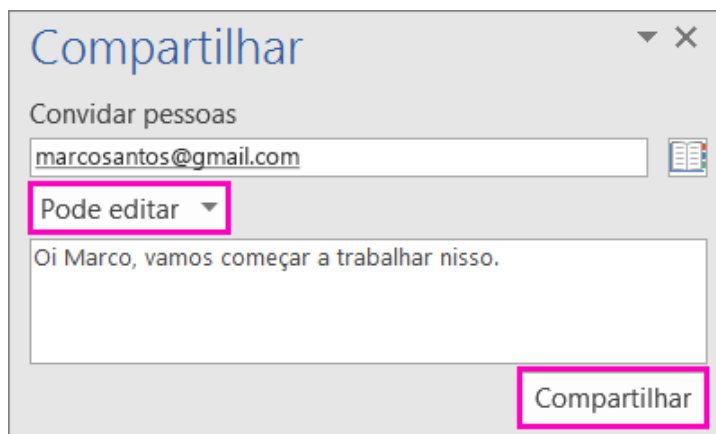 Compartilhar
Convidar pessoas
marcosantos@gmail.com
Pode editar
Oi Marco, vamos começar a trabalhar nisso.
Compartilhar